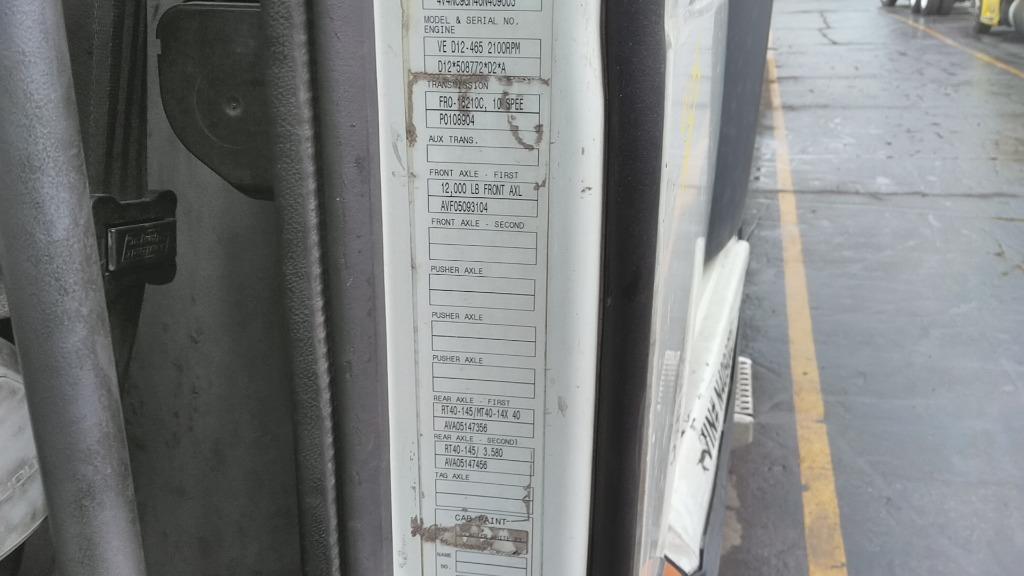 MODEL & SERIAL NO.
ENGINE
VE D12-465 2100RPM
D12*508772*D2*A
TRANSMISSION
FRO-16210C, 10 SPEE
P0108904
AUX TRANS.
FRONT AXLE - FIRST
12,000 LB FRONT AXL
AVF05093104
FRONT AXLE - SECOND
PUSHER AXLE
PUSHER AXLE
PUSHER AXLE
REAR AXLE - FIRST
RT40-145/MT40-14X 40
AVA05147356
REAR AXLE - SECOND
RT40-145/ 3.580
AVA05147456
TAG AXLE
CAB PAINT
NAME
NO.